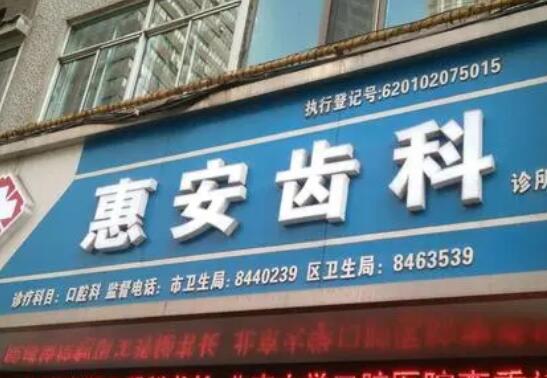 执行登记号:620102075015
惠安齿科
诊所
诊疗科目：口腔科 监督电话：市卫生局：8440239 区卫生局：8463539